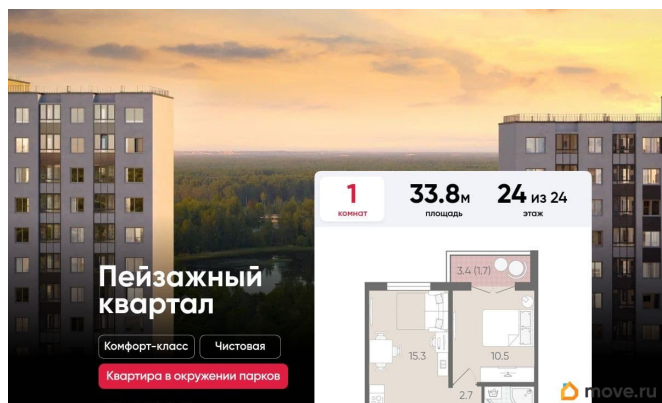 1
комнат
33.8м
площадь
24 из 24
этаж
Пейзажный
квартал
Комфорт-класс
Чистовая
Квартира в окружении парков
3.4 (1.7)
15.3
10.5
2.7
move.ru